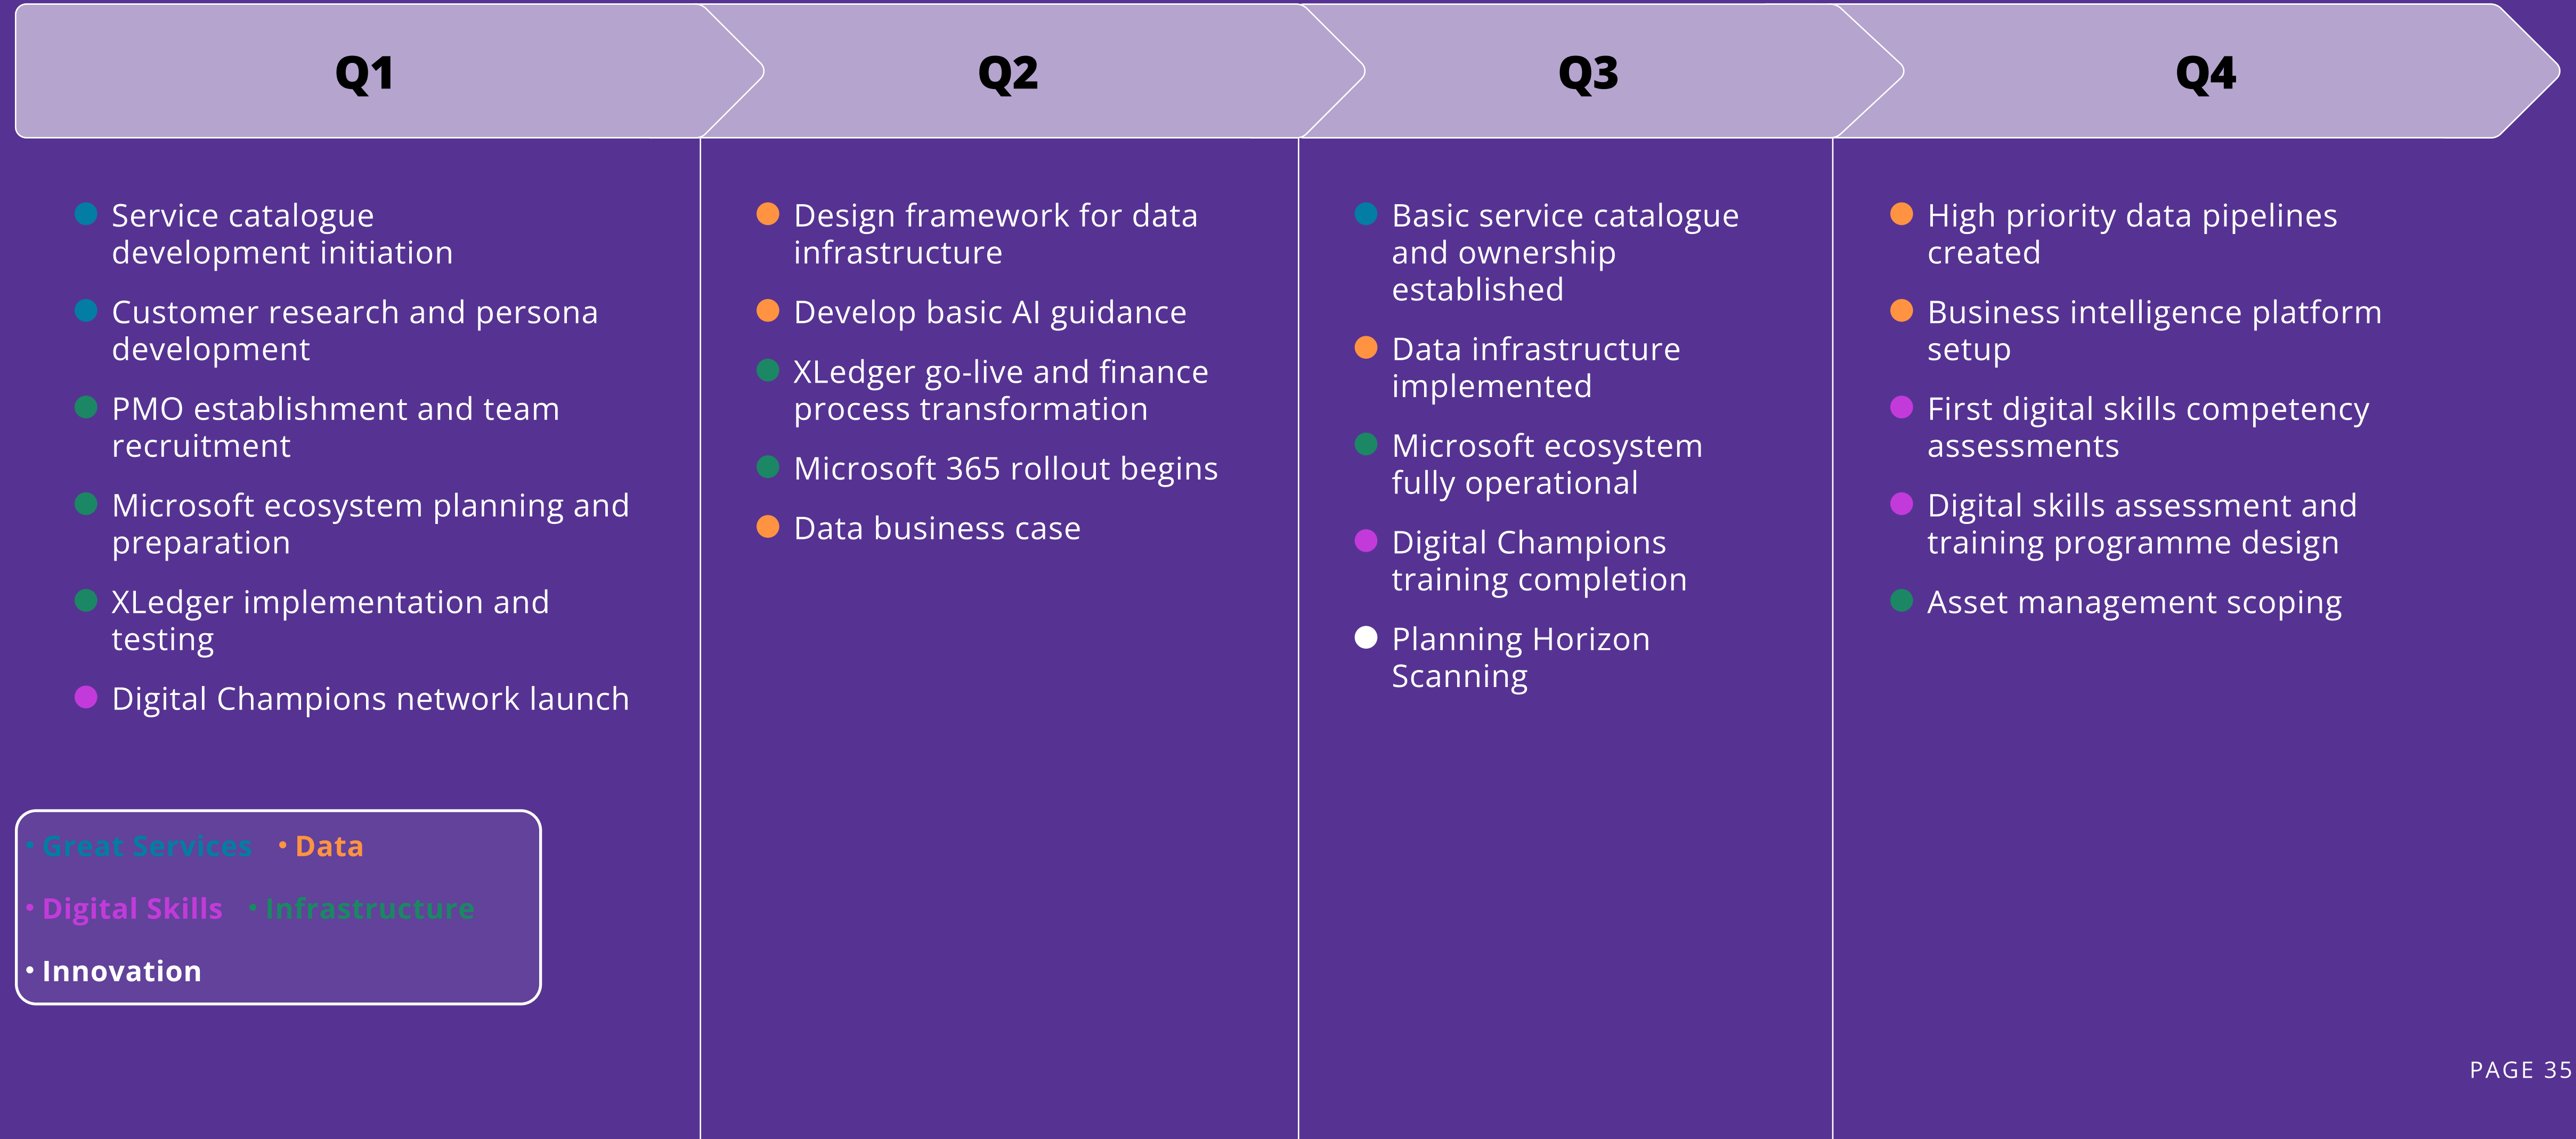 Q1
Service catalogue
development initiation
Customer research and persona
development
PMO establishment and team
recruitment
Microsoft ecosystem planning and
preparation
XLedger implementation and
testing
Digital Champions network launch
Q2
Design framework for data
infrastructure
Develop basic AI guidance
XLedger go-live and finance
process transformation
Microsoft 365 rollout begins
Data business case
Q3
Basic service catalogue
and ownership
established
Data infrastructure
implemented
Microsoft ecosystem
fully operational
Digital Champions
training completion
Planning Horizon
Scanning
Q4
High priority data pipelines
created
Business intelligence platform
setup
First digital skills competency
assessments
Digital skills assessment and
training programme design
Asset management scoping
• Great Services • Data
• Digital Skills • Infrastructure
• Innovation
PAGE 35